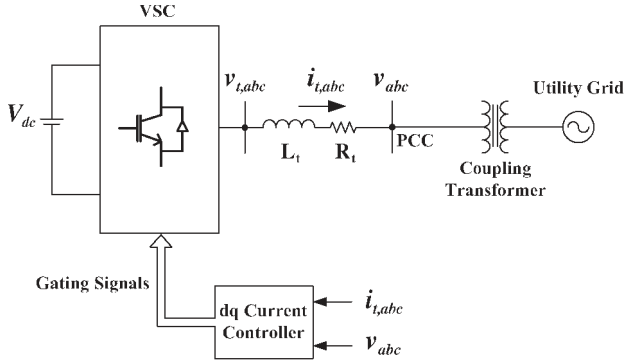 VSC
V_dc
v_t,abc
i_t,abc
v_abc
Utility Grid
L_t
R_t
PCC
Coupling
Transformer
Gating Signals
dq Current
Controller
i_t,abc
v_abc